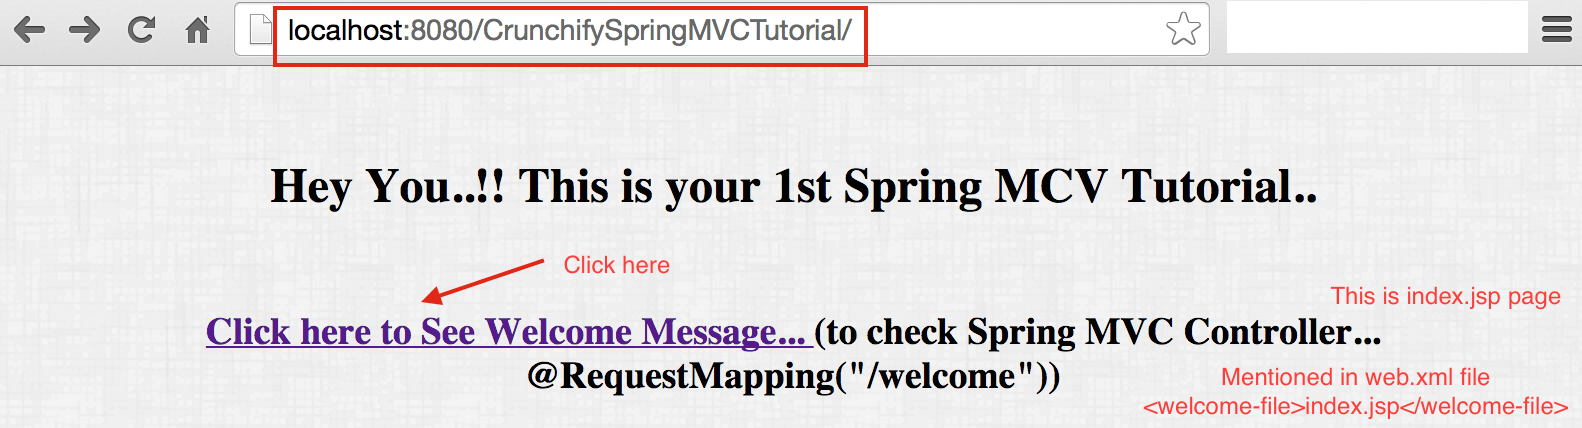 localhost:8080/CrunchifySpringMVCTutorial/
Hey You..!! This is your 1st Spring MCV Tutorial..
Click here
This is index.jsp page
Click here to See Welcome Message... (to check Spring MVC Controller...
@RequestMapping("/welcome"))
Mentioned in web.xml file
<welcome-file>index.jsp</welcome-file>